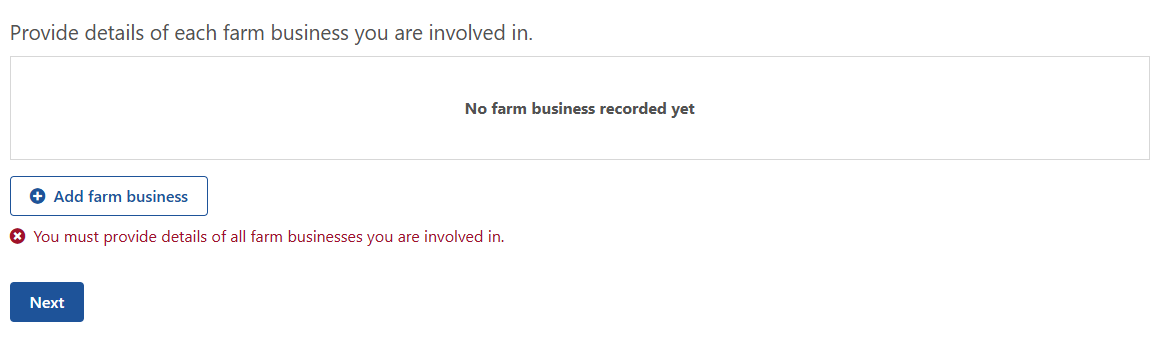 Provide details of each farm business you are involved in.
No farm business recorded yet
Add farm business
You must provide details of all farm businesses you are involved in.
Next